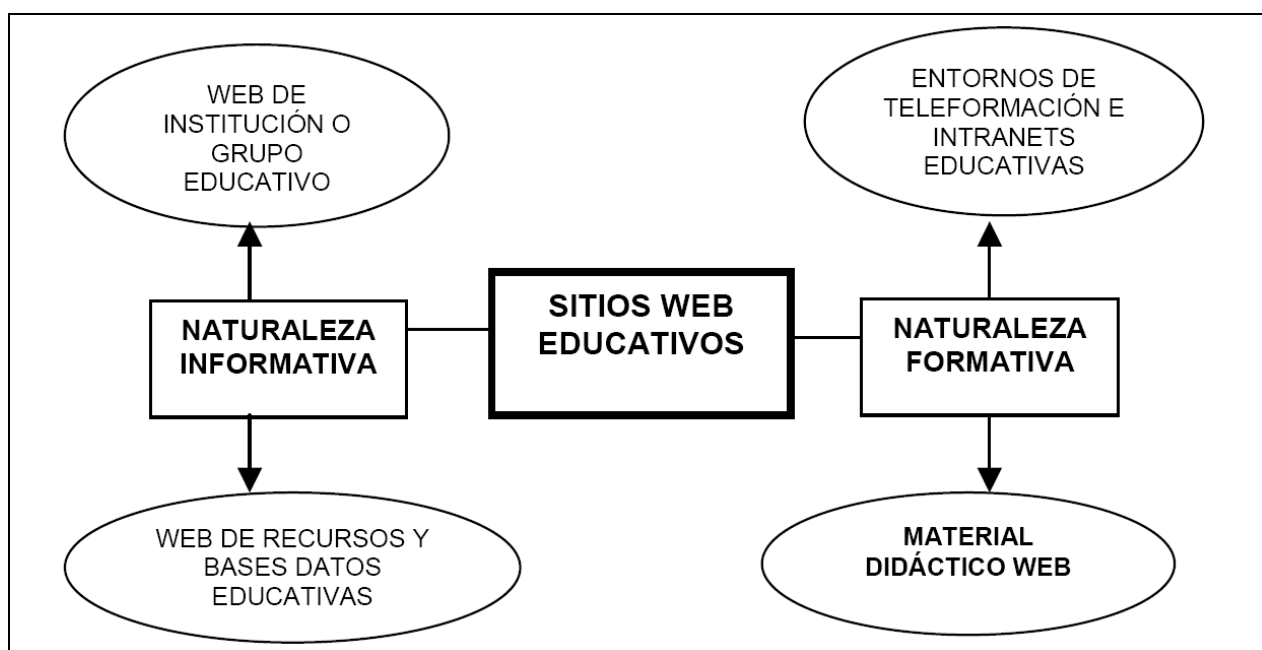 WEB DE
INSTITUCIÓN O
GRUPO
EDUCATIVO
ENTORNOS DE
TELEFORMACIÓN E
INTRANETS
EDUCATIVAS
NATURALEZA
INFORMATIVA
SITIOS WEB
EDUCATIVOS
NATURALEZA
FORMATIVA
WEB DE RECURSOS Y
BASES DATOS
EDUCATIVAS
MATERIAL
DIDÁCTICO WEB